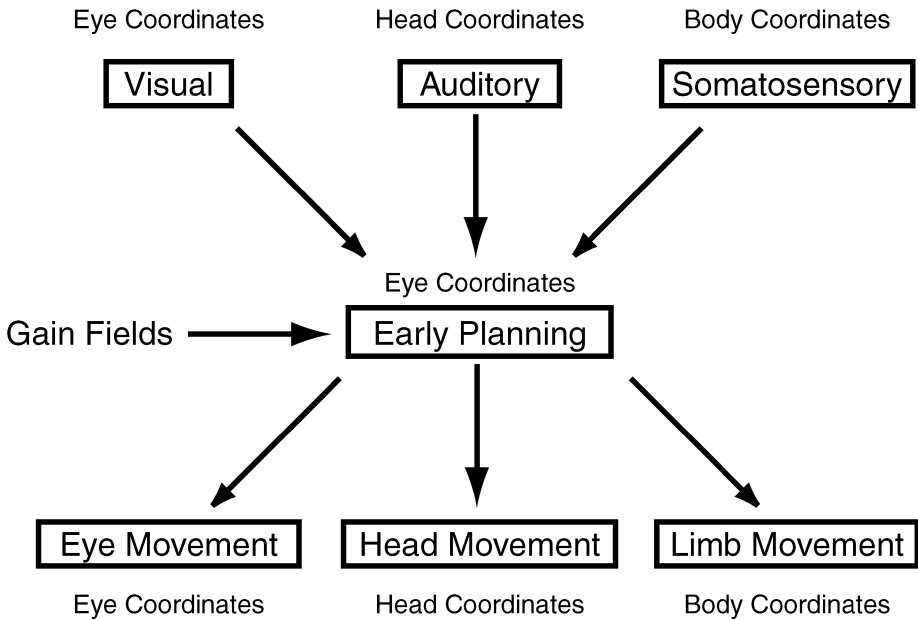 Eye Coordinates
Head Coordinates
Body Coordinates
Visual
Auditory
Somatosensory
Eye Coordinates
Gain Fields
Early Planning
Eye Movement
Head Movement
Limb Movement
Eye Coordinates
Head Coordinates
Body Coordinates